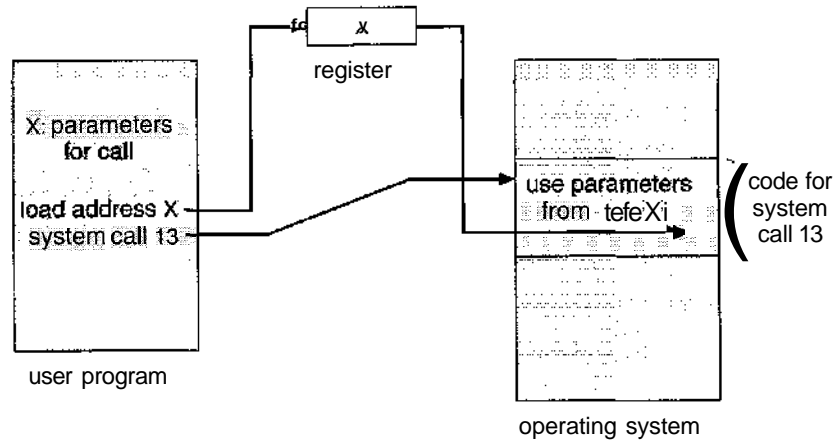 X
register
X: parameters
for call
load address X
system call 13
use parameters
from tefeXi
code for
system
call 13
user program
operating system